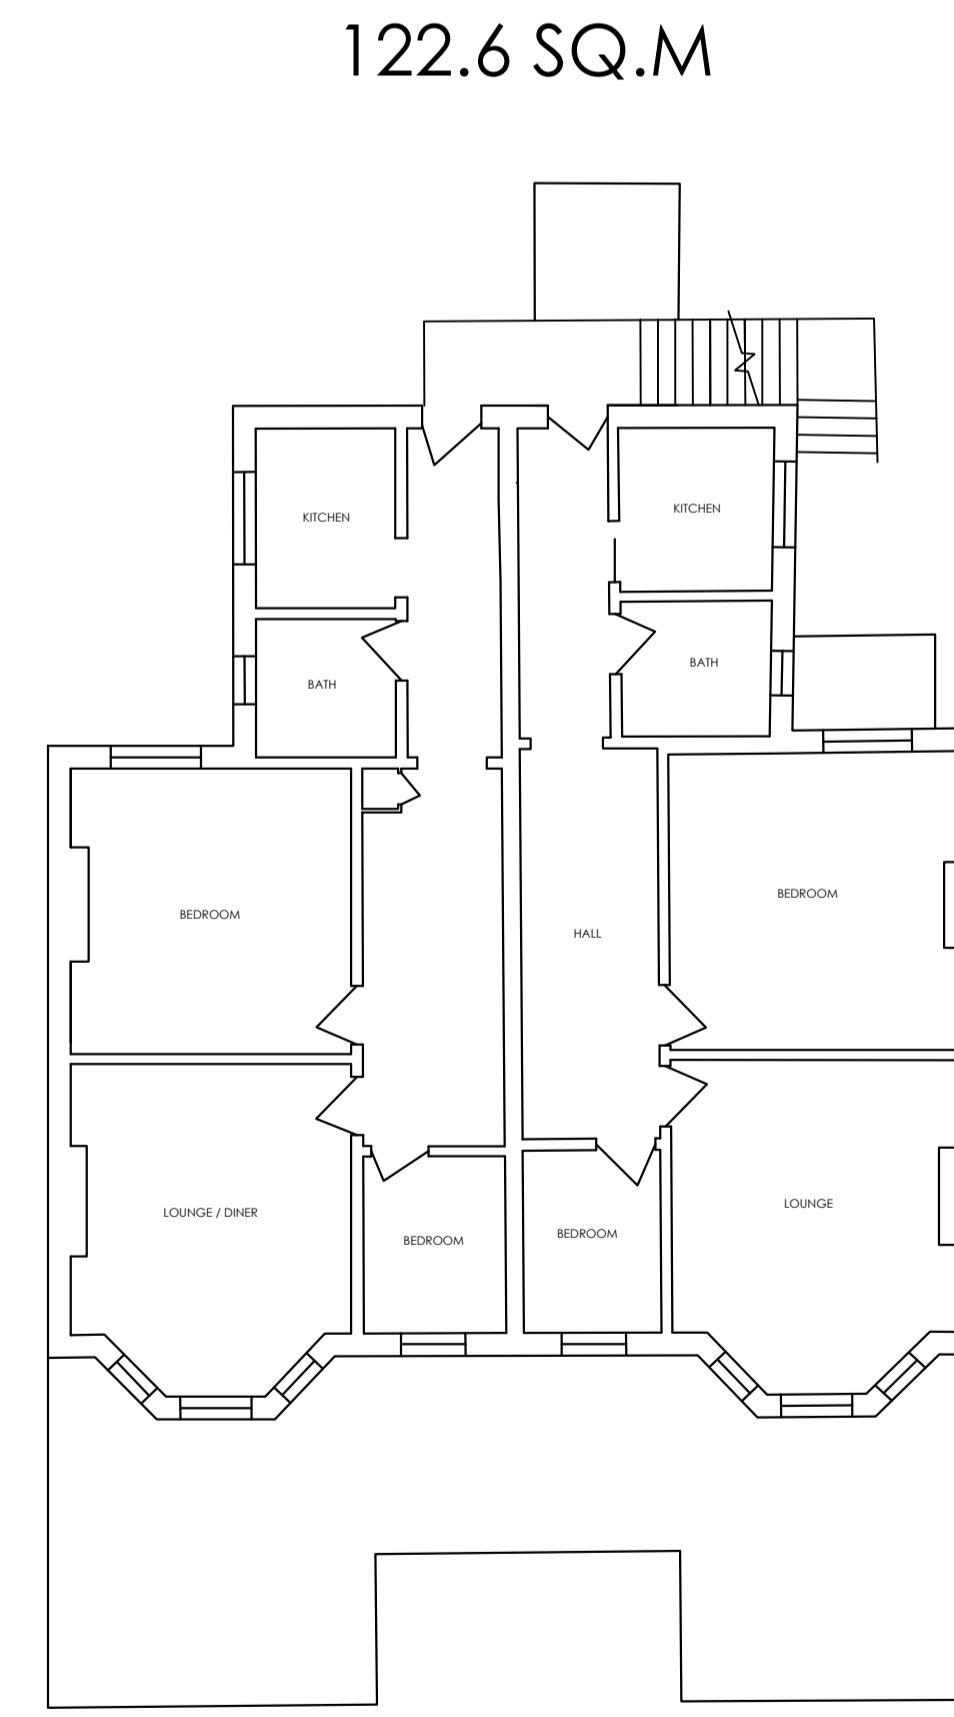 122.6 SQ.M
KITCHEN
KITCHEN
BATH
BATH
BEDROOM
BEDROOM
HALL
LOUNGE / DINER
LOUNGE
BEDROOM
BEDROOM